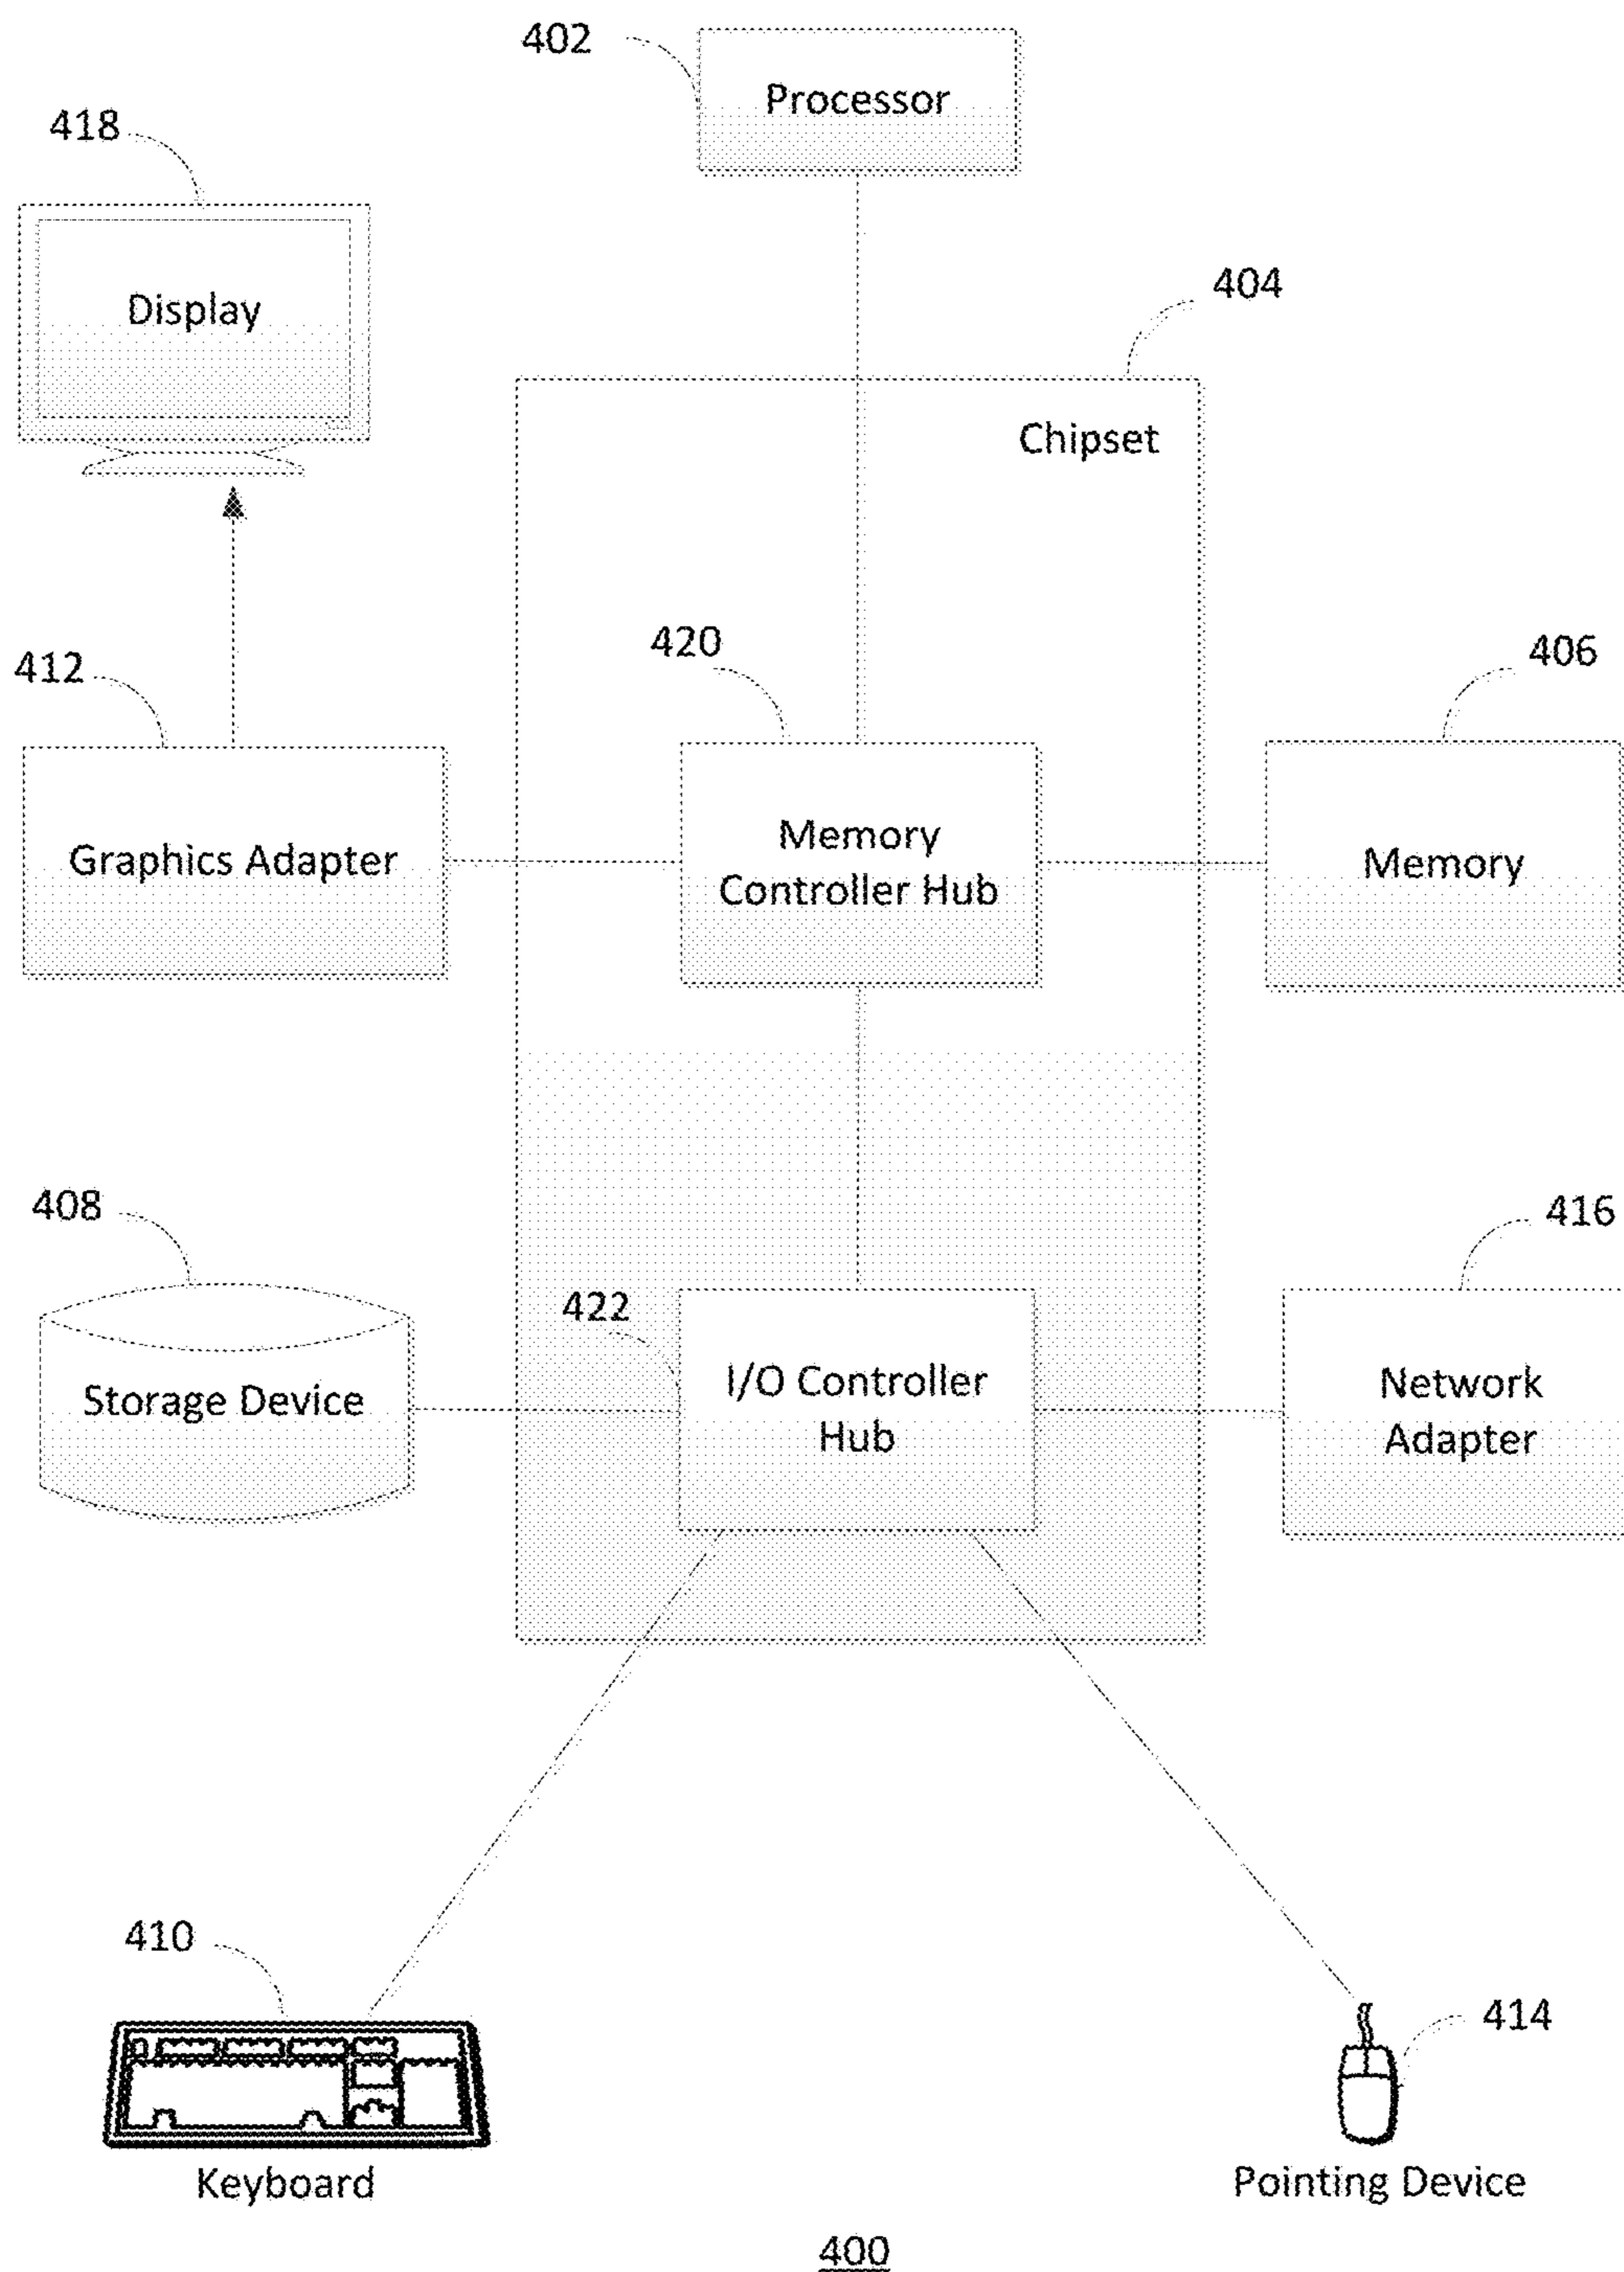 402
Processor
418
Display
404
Chipset
412
420
406
Graphics Adapter
Memory
Controller Hub
Memory
408
422
416
Storage Device
I/O Controller
Hub
Network
Adapter
410
414
Keyboard
Pointing Device
400